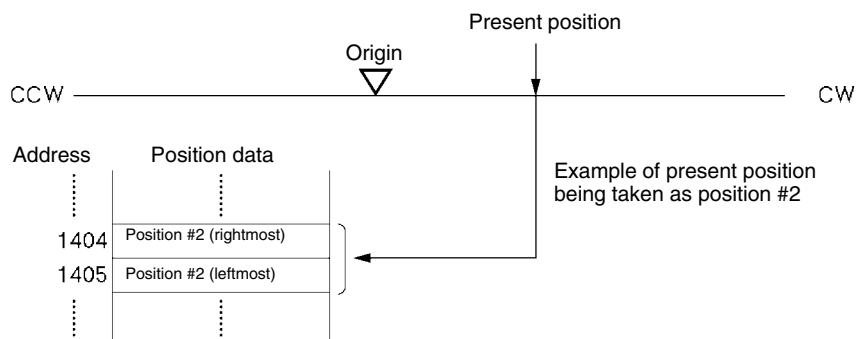 Present position
Origin
CCW
CW
Address
Position data
Example of present position
being taken as position #2
1404
Position #2 (rightmost)
1405
Position #2 (leftmost)